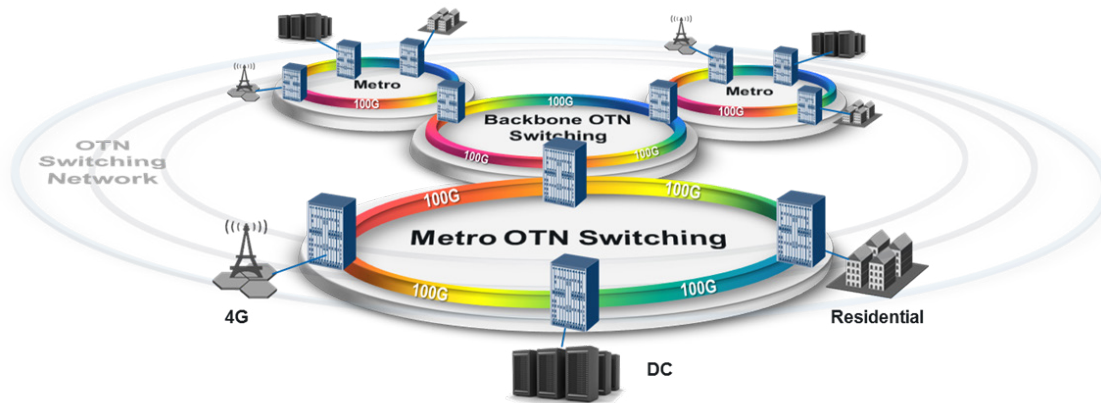 Metro
100G
Metro
100G
100G
Backbone OTN
Switching
100G
100G
OTN
Switching
Network
100G
100G
Metro OTN Switching
100G
100G
4G
Residential
DC